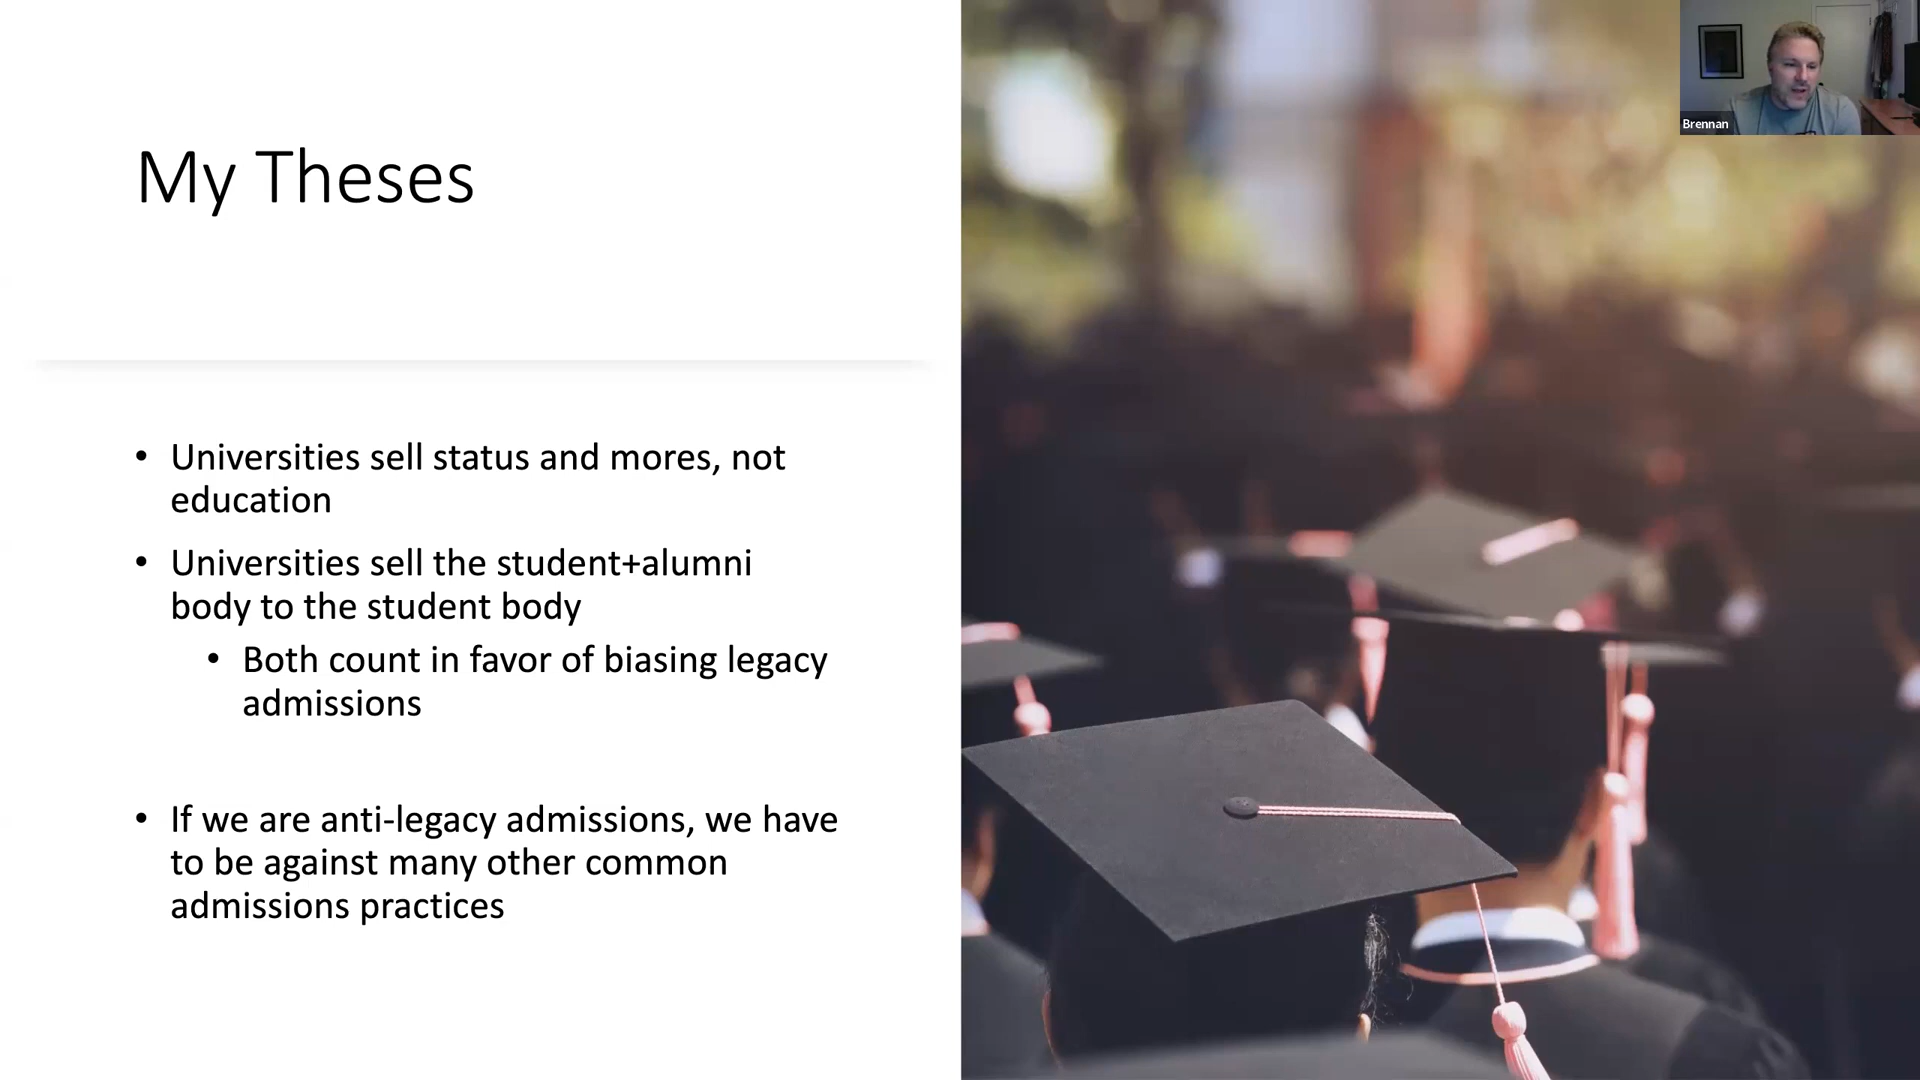 Brennan
My Theses
• Universities sell status and mores, not
education
• Universities sell the student+alumni
body to the student body
• Both count in favor of biasing legacy
admissions
• If we are anti-legacy admissions, we have
to be against many other common
admissions practices